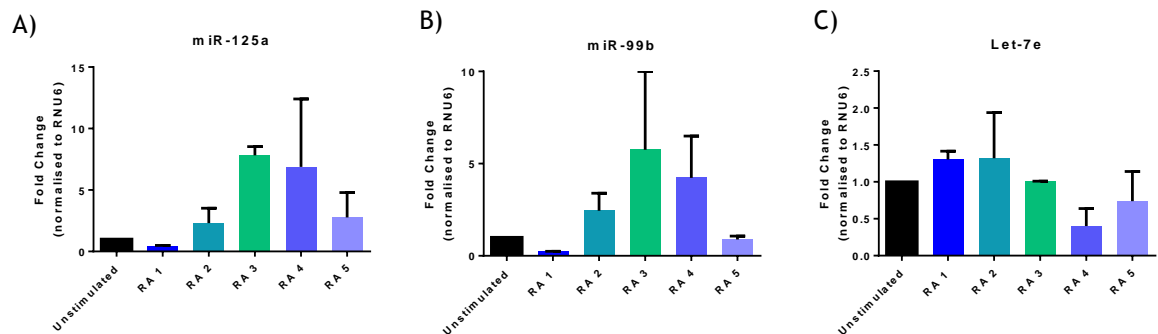 A)
miR-125a
Fold Change
(normalised to RNU6)
15
10
5
0
Unstimulated
RA 1
RA 2
RA 3
RA 4
RA 5
B)
miR-99b
Fold Change
(normalised to RNU6)
10
5
0
Unstimulated
RA 1
RA 2
RA 3
RA 4
RA 5
C)
Let-7e
Fold Change
(normalised to RNU6)
2.5
2.0
1.5
1.0
0.5
0.0
Unstimulated
RA 1
RA 2
RA 3
RA 4
RA 5